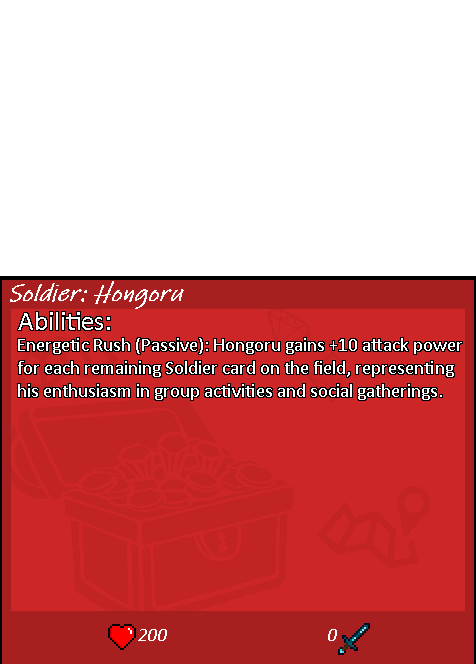 Soldier: Hongoru
Abilities:
Energetic Rush (Passive): Hongoru gains +10 attack power
for each remaining Soldier card on the field, representing
his enthusiasm in group activities and social gatherings.
200
0